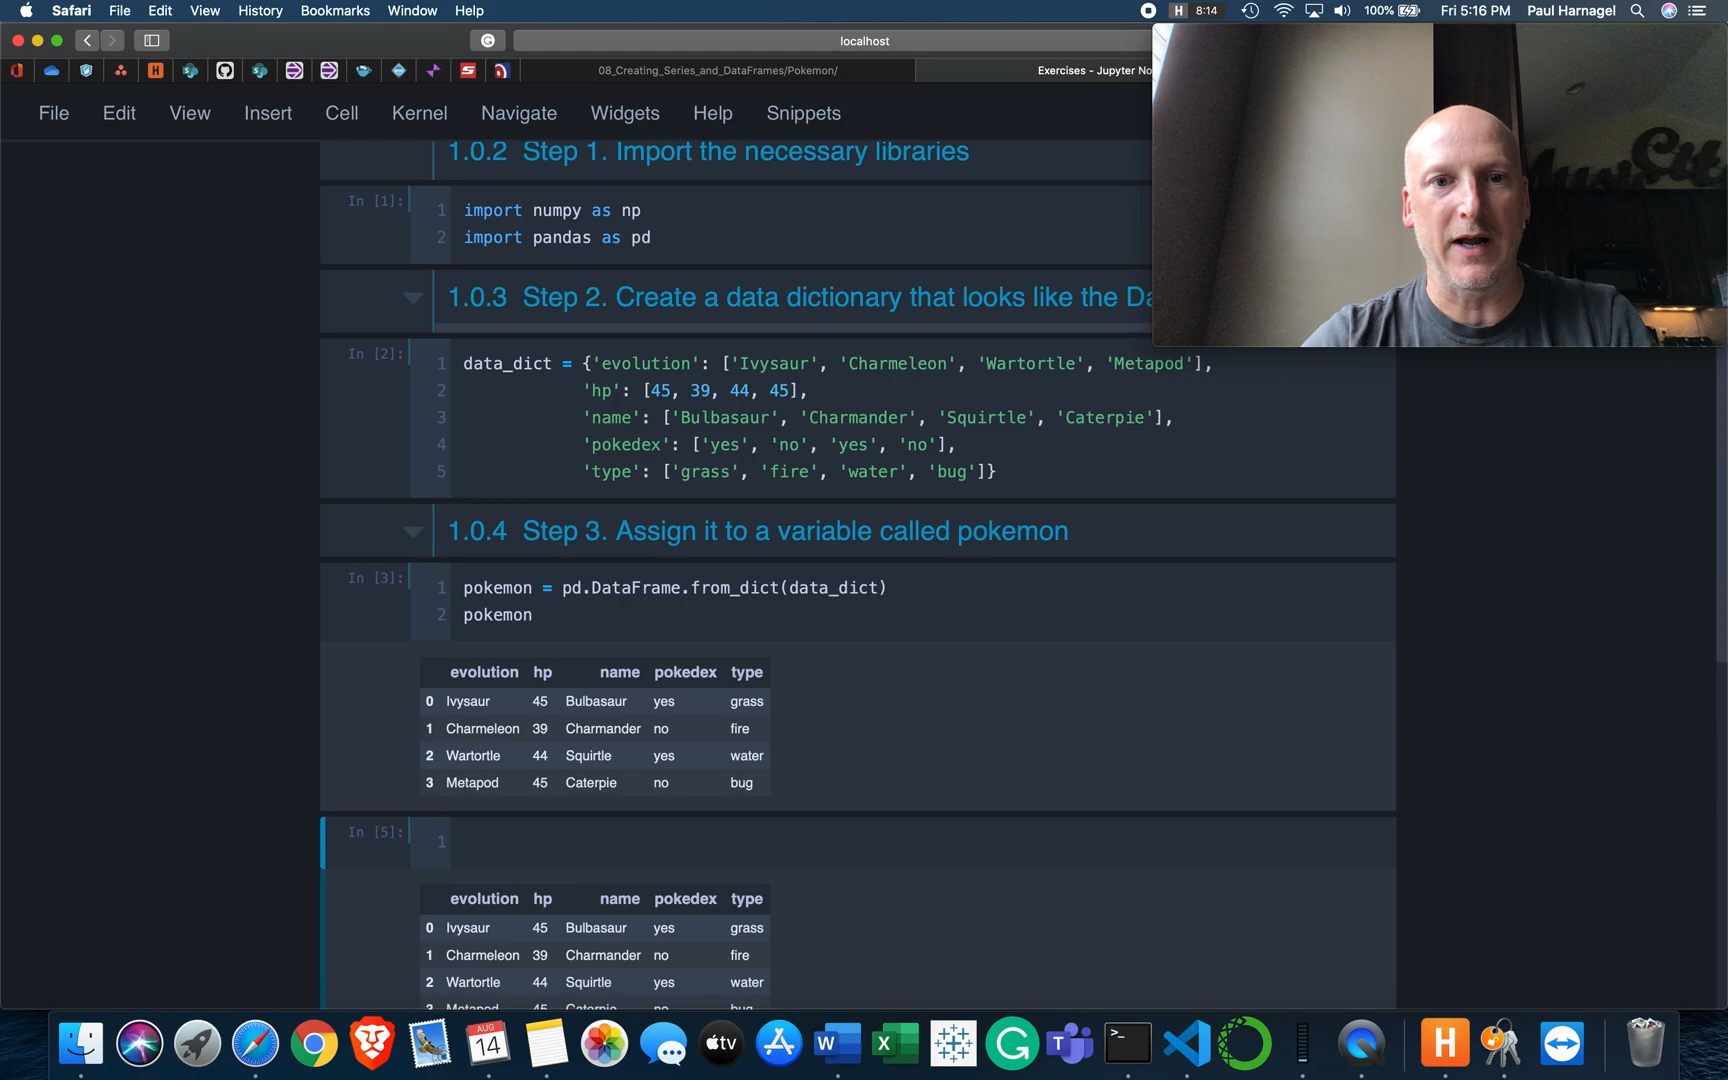 Safari File Edit View History Bookmarks Window Help
H 8:14 100% Fri 5:16 PM Paul Harnagel
localhost
08_Creating_Series_and_DataFrames/Pokemon/
Exercises - Jupyter No
File Edit View Insert Cell Kernel Navigate Widgets Help Snippets
1.0.2 Step 1. Import the necessary libraries
In [1]:
1 import numpy as np
2 import pandas as pd
1.0.3 Step 2. Create a data dictionary that looks like the Da
In [2]:
1 data_dict = {'evolution': ['Ivysaur', 'Charmeleon', 'Wartortle', 'Metapod'],
2 'hp': [45, 39, 44, 45],
3 'name': ['Bulbasaur', 'Charmander', 'Squirtle', 'Caterpie'],
4 'pokedex': ['yes', 'no', 'yes', 'no'],
5 'type': ['grass', 'fire', 'water', 'bug']}
1.0.4 Step 3. Assign it to a variable called pokemon
In [3]:
1 pokemon = pd.DataFrame.from_dict(data_dict)
2 pokemon
evolution hp name pokedex type
0 Ivysaur 45 Bulbasaur yes grass
1 Charmeleon 39 Charmander no fire
2 Wartortle 44 Squirtle yes water
3 Metapod 45 Caterpie no bug
In [5]:
1
evolution hp name pokedex type
0 Ivysaur 45 Bulbasaur yes grass
1 Charmeleon 39 Charmander no fire
2 Wartortle 44 Squirtle yes water
3 Metapod 45 Caterpie no bug
AUG
14
tv
W
X
G
T
>_
H